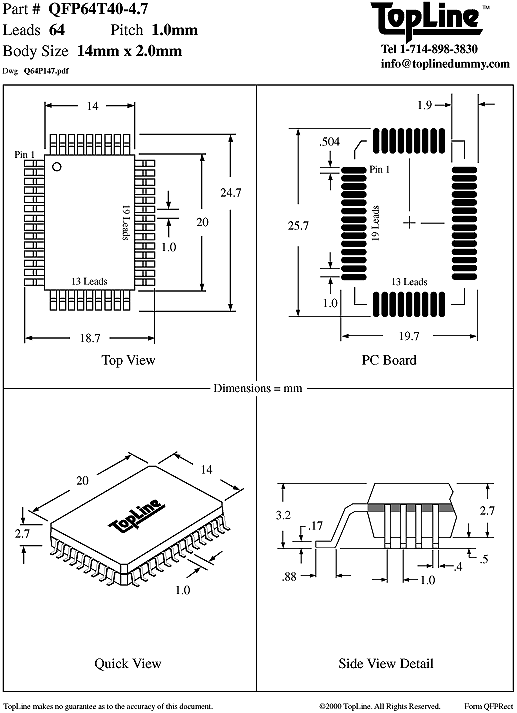 Part # QFP64T40-4.7
Leads 64 Pitch 1.0mm
Body Size 14mm x 2.0mm
Dwg Q64P147.pdf
TopLine™
Tel 1-714-898-3830
info@toplinedummy.com
14
Pin 1
19 Leads
13 Leads
1.0
20
24.7
18.7
Top View
1.9
.504
Pin 1
19 Leads
25.7
13 Leads
1.0
19.7
PC Board
Dimensions = mm
20
14
TopLine
2.7
1.0
Quick View
3.2
.17
.88
2.7
.5
.4
1.0
Side View Detail
TopLine makes no guarantee as to the accuracy of this document.
©2000 TopLine. All Rights Reserved.
Form QFPRect